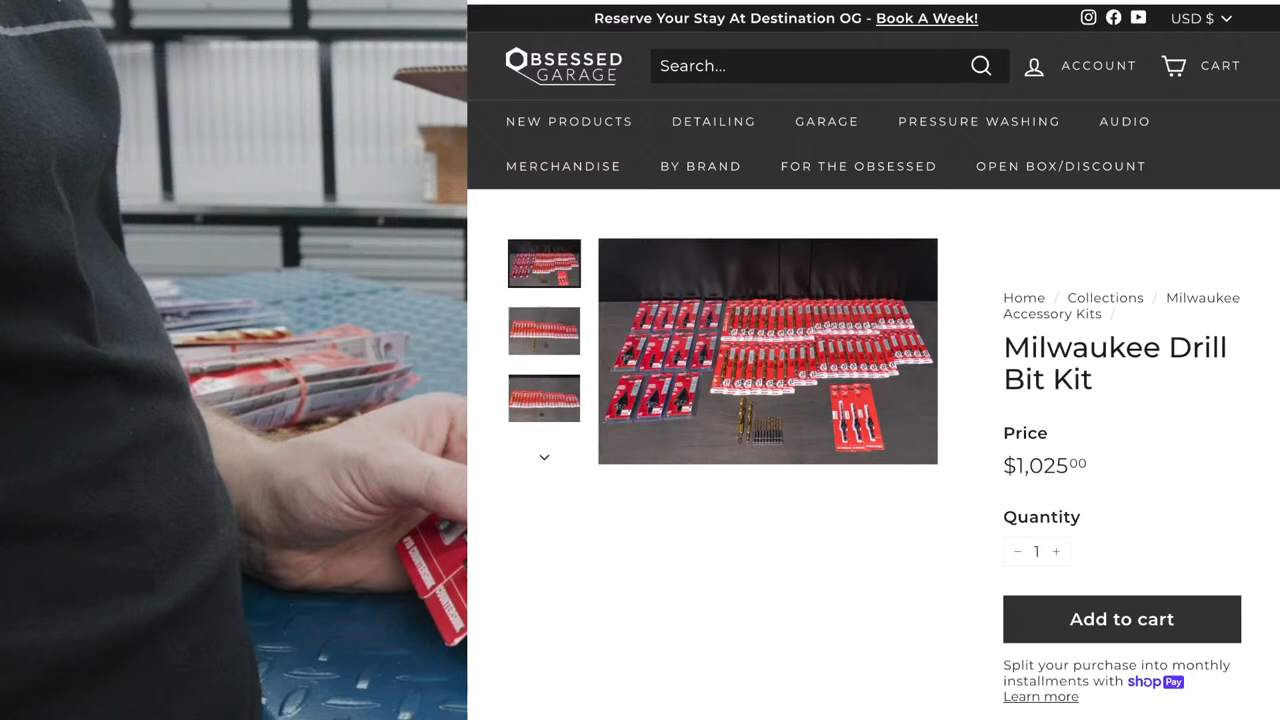 Reserve Your Stay At Destination OG - Book A Week!
USD $
OBSESSED
GARAGE
Search...
ACCOUNT
CART
NEW PRODUCTS
DETAILING
GARAGE
PRESSURE WASHING
AUDIO
MERCHANDISE
BY BRAND
FOR THE OBSESSED
OPEN BOX/DISCOUNT
Home / Collections / Milwaukee
Accessory Kits /
Milwaukee Drill
Bit Kit
Price
$1,02500
Quantity
− 1 +
Add to cart
Split your purchase into monthly
installments with shop Pay
Learn more